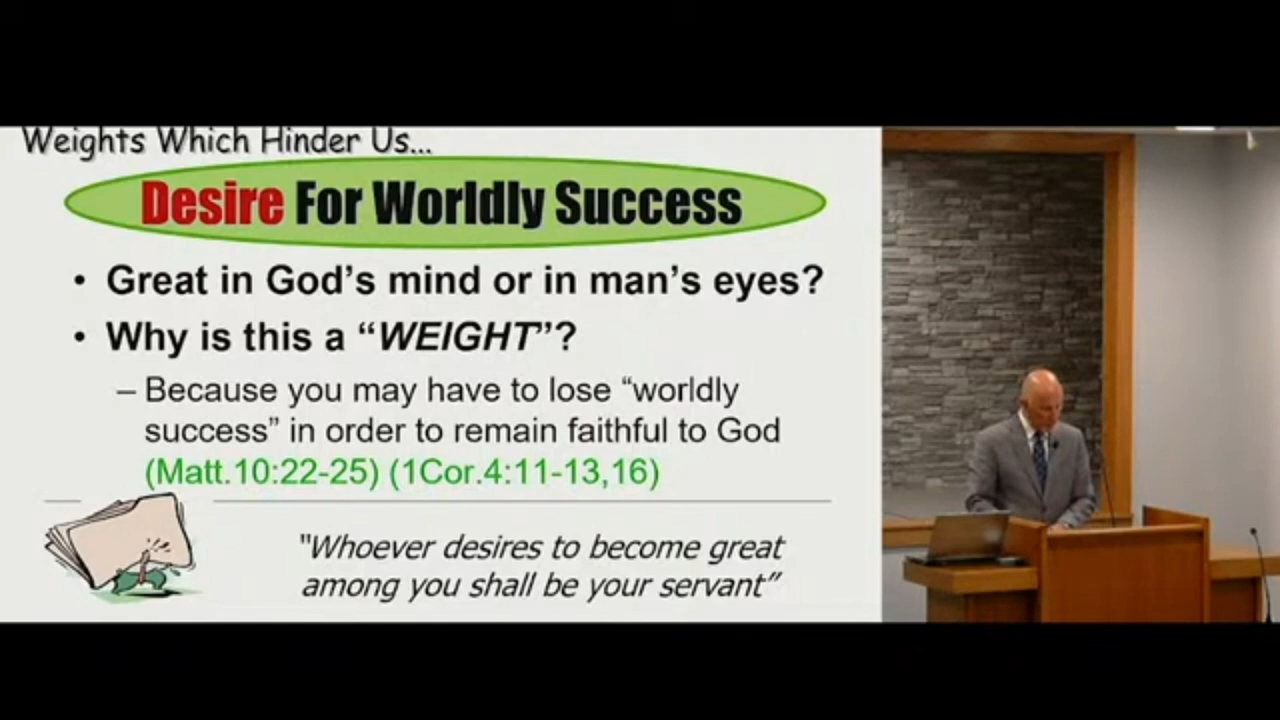 Weights Which Hinder Us...
Desire For Worldly Success
• Great in God's mind or in man's eyes?
• Why is this a “WEIGHT”?
– Because you may have to lose “worldly
success” in order to remain faithful to God
(Matt.10:22-25) (1Cor.4:11-13,16)
"Whoever desires to become great
among you shall be your servant”